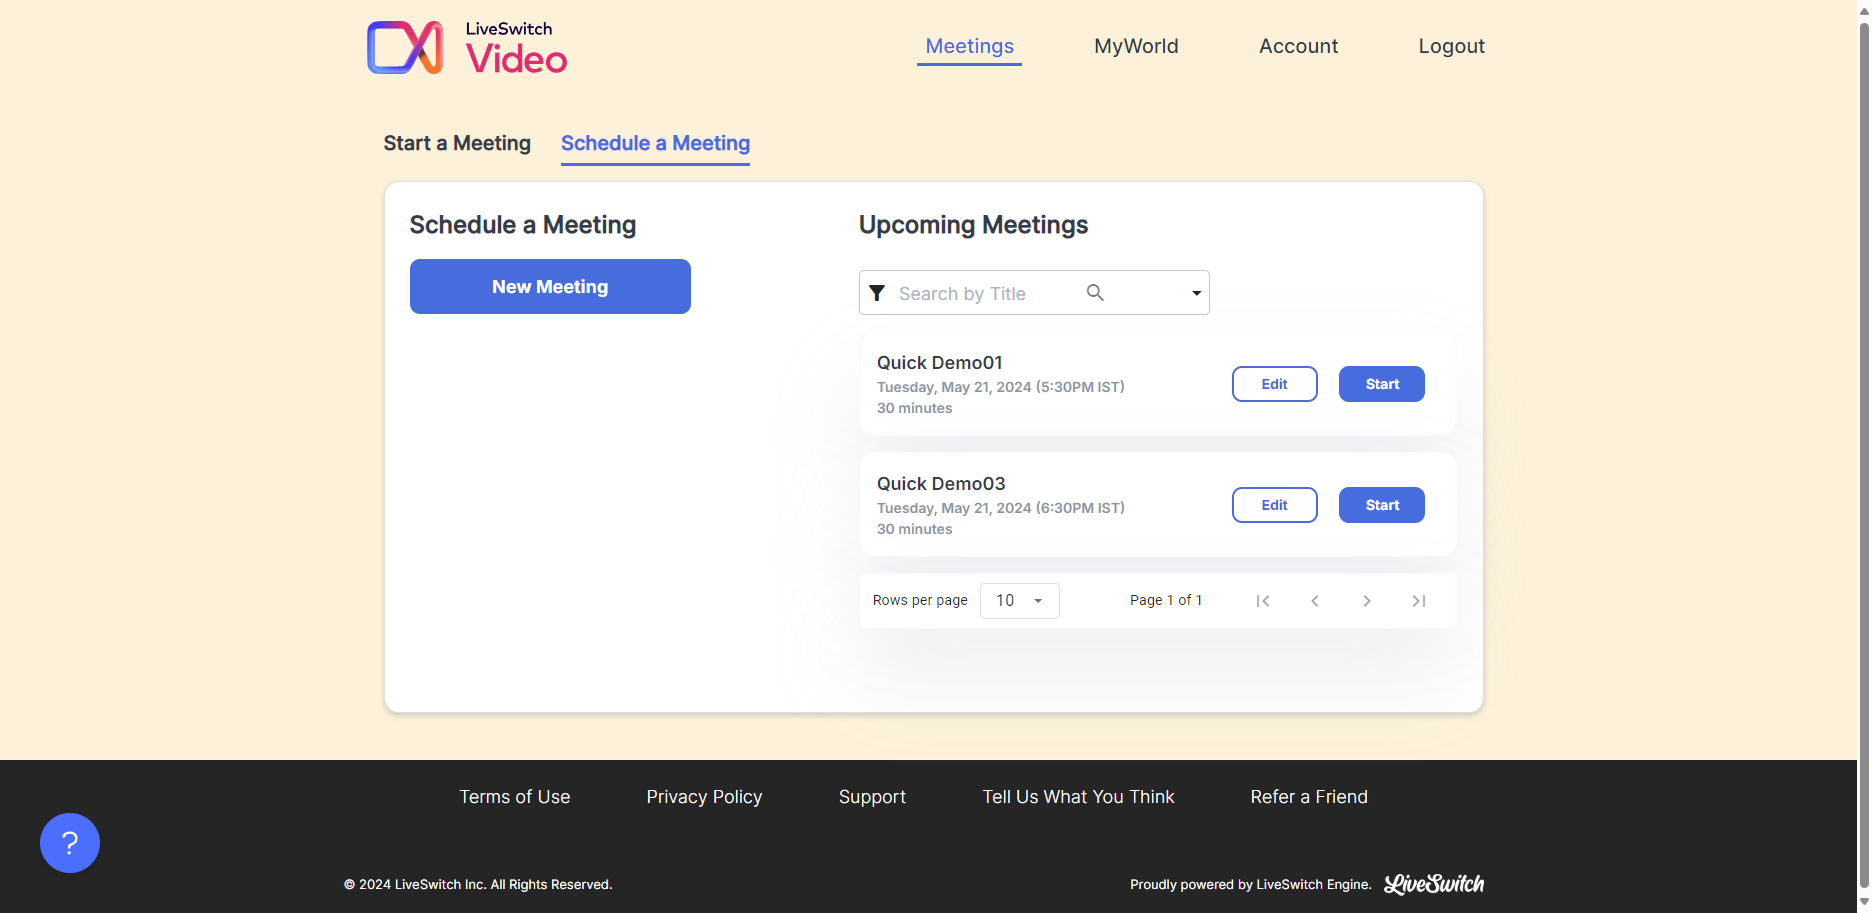 LiveSwitch
Video
Meetings
MyWorld
Account
Logout
Start a Meeting
Schedule a Meeting
Schedule a Meeting
New Meeting
Upcoming Meetings
Search by Title
Quick Demo01
Tuesday, May 21, 2024 (5:30PM IST)
30 minutes
Edit
Start
Quick Demo03
Tuesday, May 21, 2024 (6:30PM IST)
30 minutes
Edit
Start
Rows per page
10
Page 1 of 1
Terms of Use
Privacy Policy
Support
Tell Us What You Think
Refer a Friend
?
© 2024 LiveSwitch Inc. All Rights Reserved.
Proudly powered by LiveSwitch Engine.
LiveSwitch